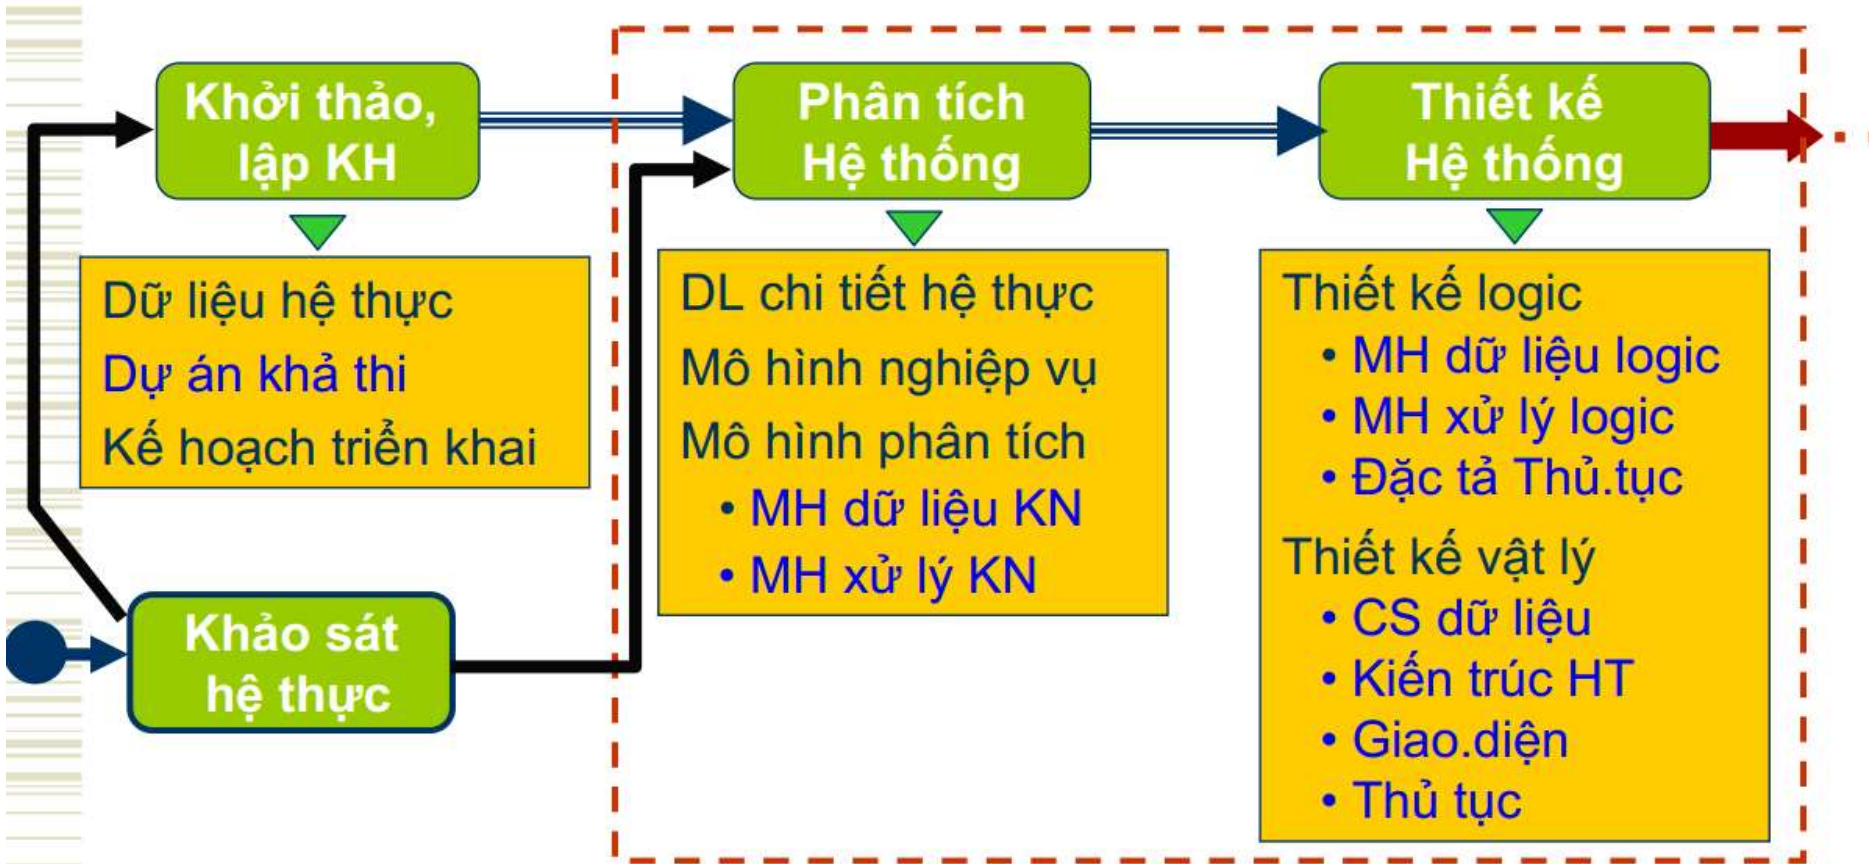 Khởi thảo,
lập KH
Dữ liệu hệ thực
Dự án khả thi
Kế hoạch triển khai
Khảo sát
hệ thực
Phân tích
Hệ thống
DL chi tiết hệ thực
Mô hình nghiệp vụ
Mô hình phân tích
• MH dữ liệu KN
• MH xử lý KN
Thiết kế
Hệ thống
Thiết kế logic
• MH dữ liệu logic
• MH xử lý logic
• Đặc tả Thủ.tục
Thiết kế vật lý
• CS dữ liệu
• Kiến trúc HT
• Giao.diện
• Thủ tục